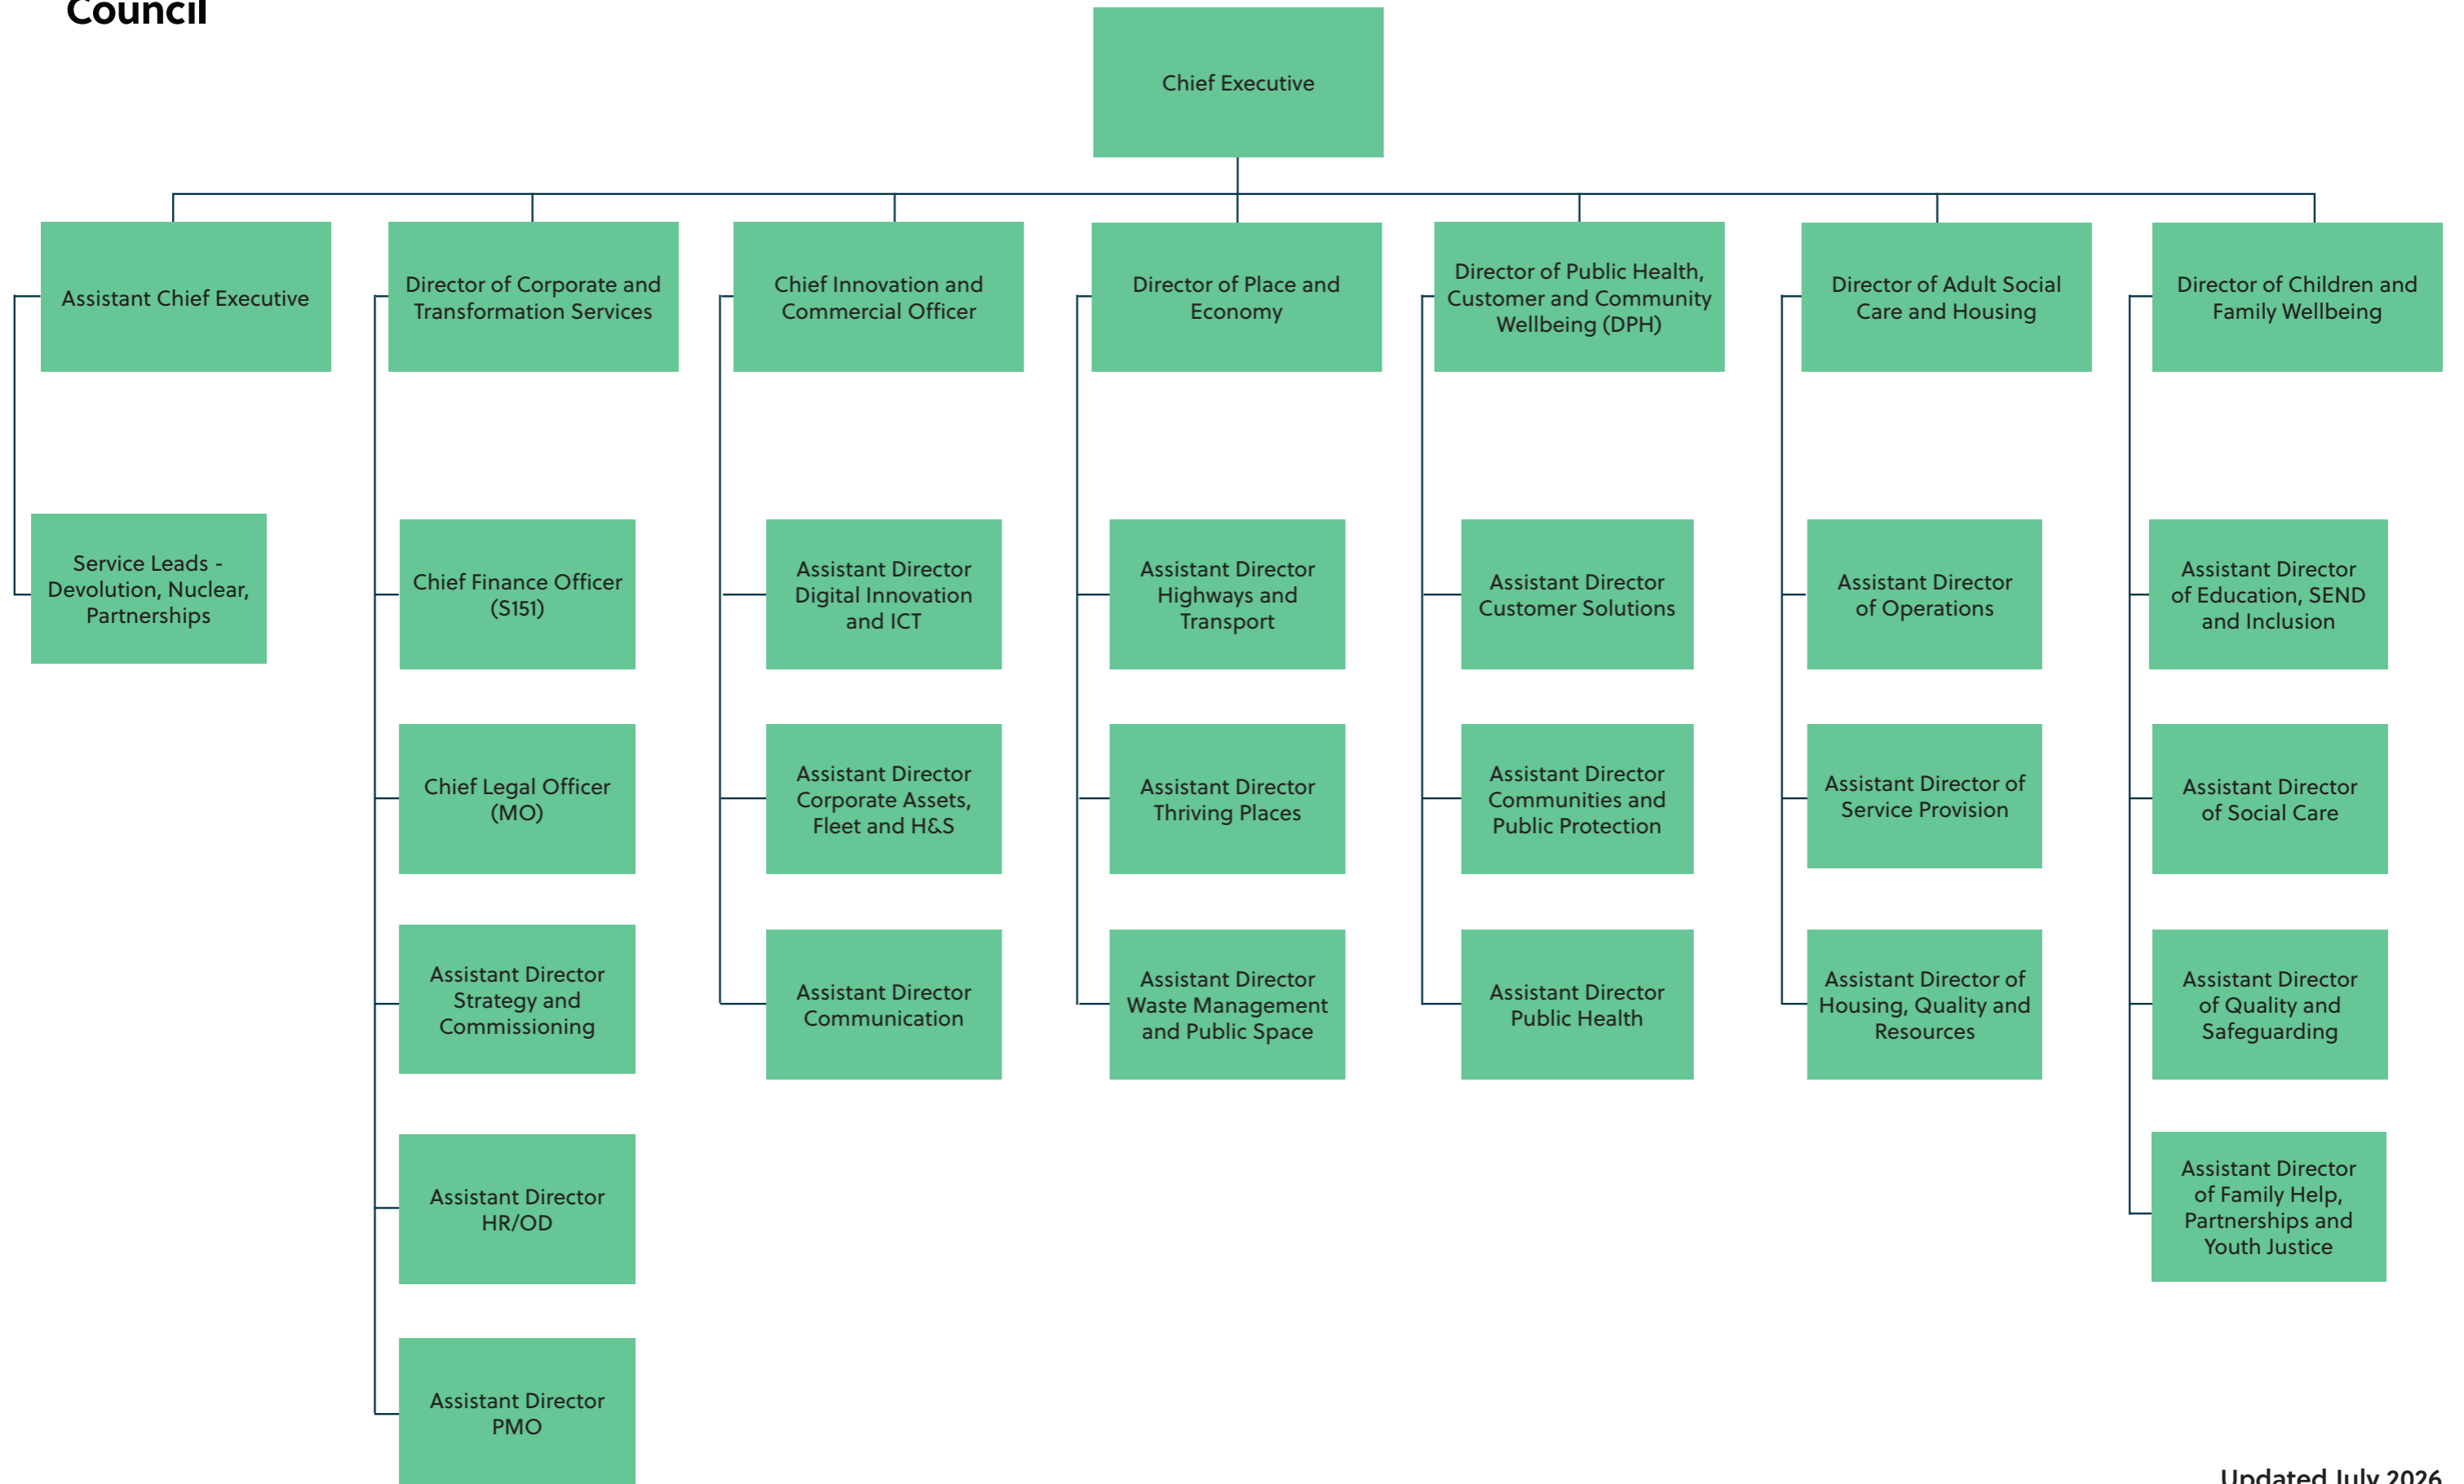 Council
Chief Executive
Assistant Chief Executive
Director of Corporate and
Transformation Services
Chief Innovation and
Commercial Officer
Director of Place and
Economy
Director of Public Health,
Customer and Community
Wellbeing (DPH)
Director of Adult Social
Care and Housing
Director of Children and
Family Wellbeing
Service Leads -
Devolution, Nuclear,
Partnerships
Chief Finance Officer
(S151)
Assistant Director
Digital Innovation
and ICT
Assistant Director
Highways and
Transport
Assistant Director
Customer Solutions
Assistant Director
of Operations
Assistant Director
of Education, SEND
and Inclusion
Chief Legal Officer
(MO)
Assistant Director
Corporate Assets,
Fleet and H&S
Assistant Director
Thriving Places
Assistant Director
Communities and
Public Protection
Assistant Director of
Service Provision
Assistant Director
of Social Care
Assistant Director
Strategy and
Commissioning
Assistant Director
Communication
Assistant Director
Waste Management
and Public Space
Assistant Director
Public Health
Assistant Director of
Housing, Quality and
Resources
Assistant Director
of Quality and
Safeguarding
Assistant Director
HR/OD
Assistant Director
of Family Help,
Partnerships and
Youth Justice
Assistant Director
PMO
Updated July 2026